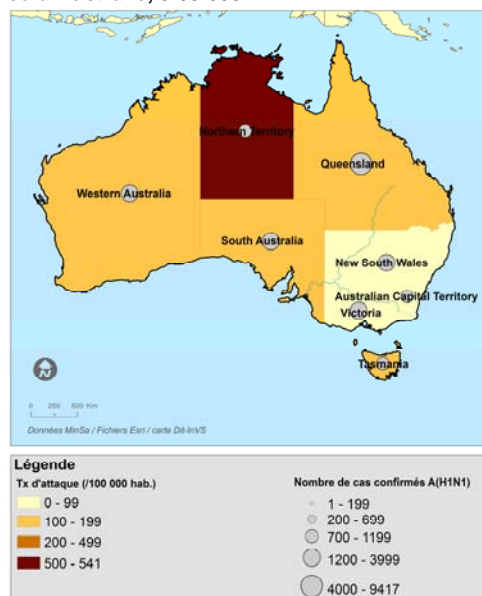 Northern Territory
Queensland
Western Australia
South Australia
New South Wales
Australian Capital Territory
Victoria
Tasmania
N
0 250 500 Km
Données MinSa / Fichiers Esri / carte Dit-InVS
Légende
Tx d'attaque (/100 000 hab.)
0 - 99
100 - 199
200 - 499
500 - 541
Nombre de cas confirmés A(H1N1)
1 - 199
200 - 699
700 - 1199
1200 - 3999
4000 - 9417